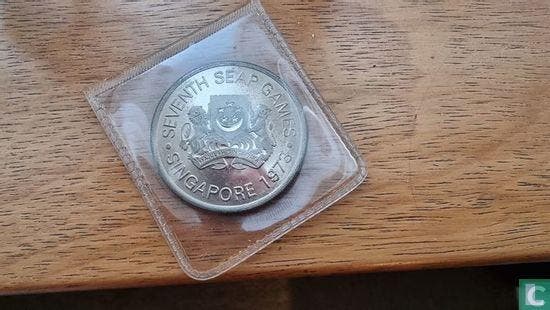 SEVENTH SEAP GAMES
SINGAPORE 1973